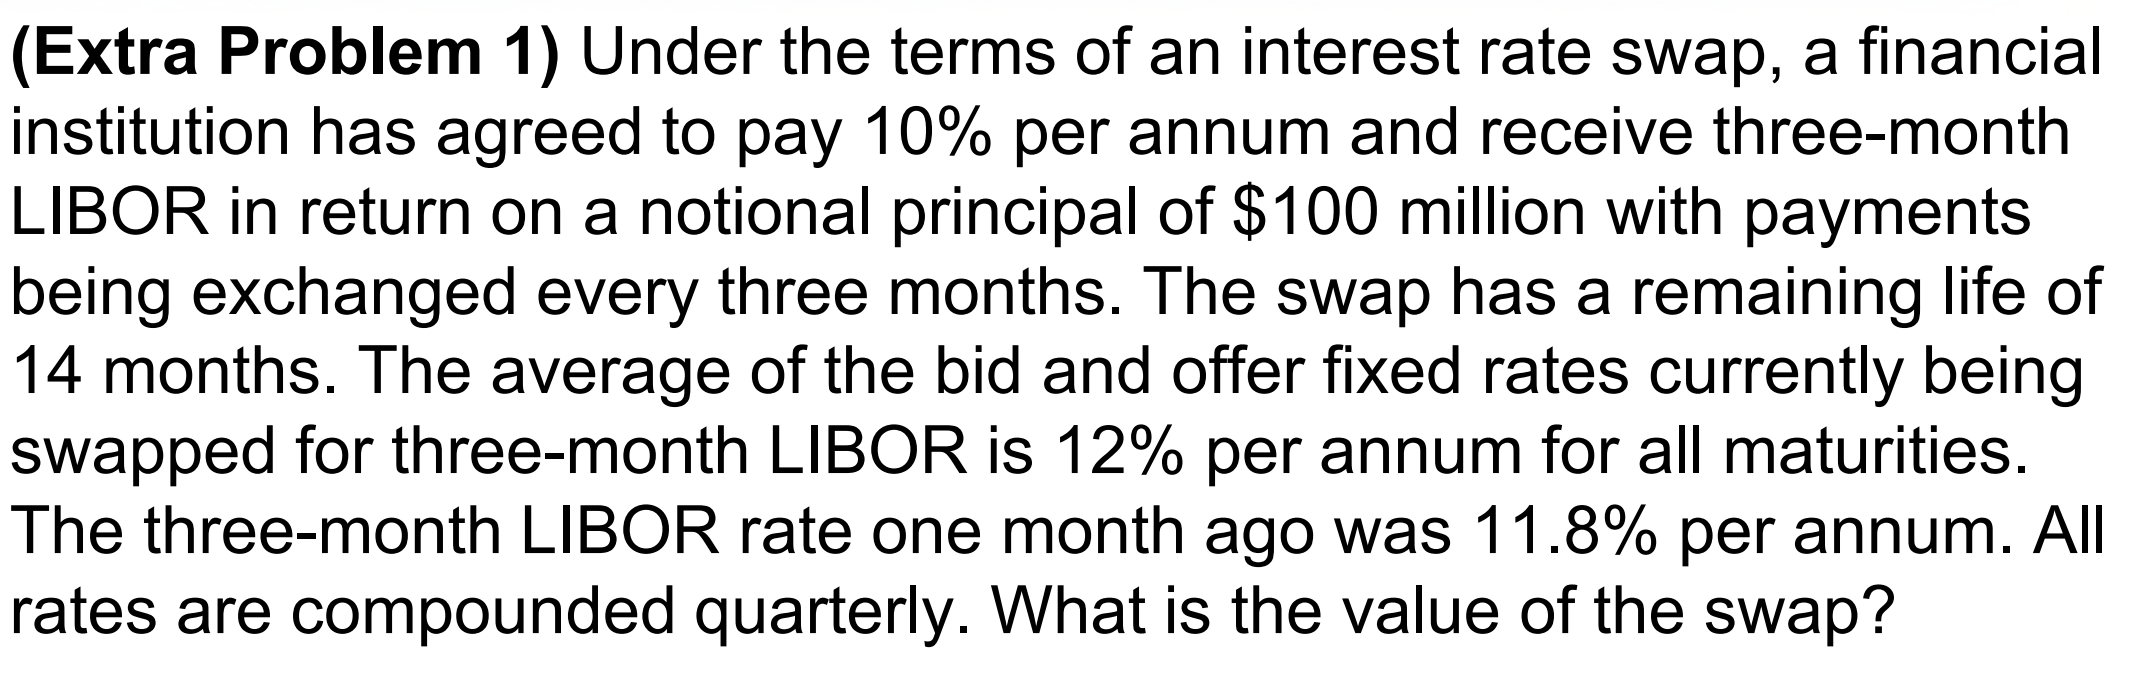 (Extra Problem 1) Under the terms of an interest rate swap, a financial
institution has agreed to pay 10% per annum and receive three-month
LIBOR in return on a notional principal of $100 million with payments
being exchanged every three months. The swap has a remaining life of
14 months. The average of the bid and offer fixed rates currently being
swapped for three-month LIBOR is 12% per annum for all maturities.
The three-month LIBOR rate one month ago was 11.8% per annum. All
rates are compounded quarterly. What is the value of the swap?